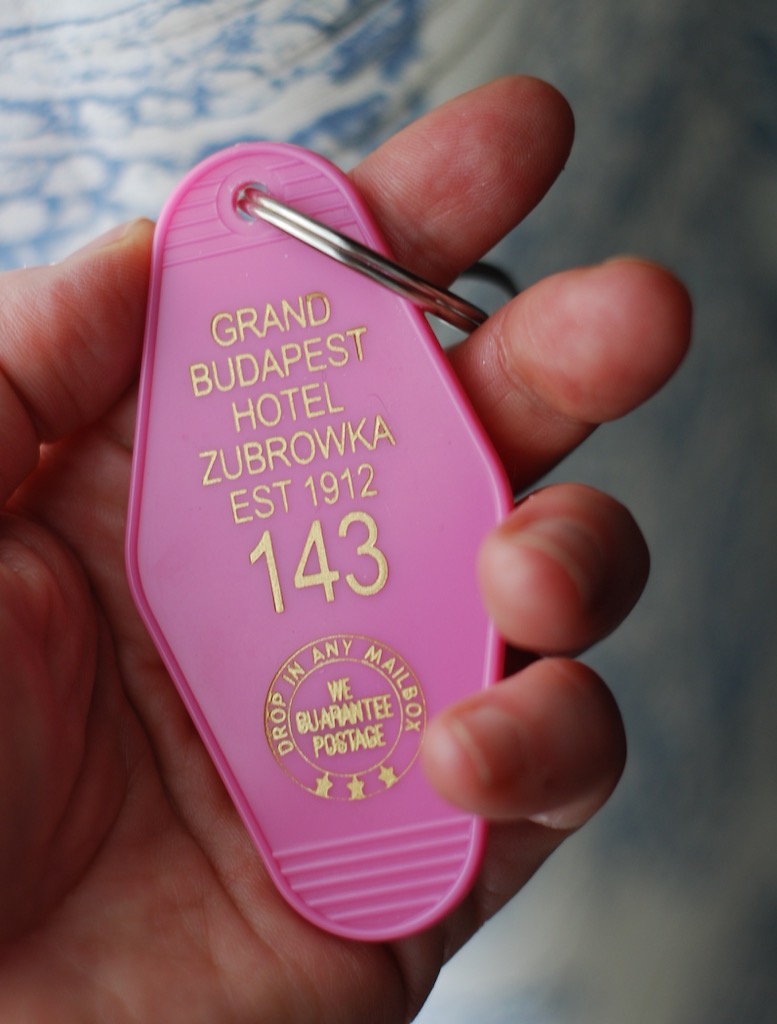 GRAND
BUDAPEST
HOTEL
ZUBROWKA
EST 1912
143
DROP IN ANY MAILBOX
WE
GUARANTEE
POSTAGE